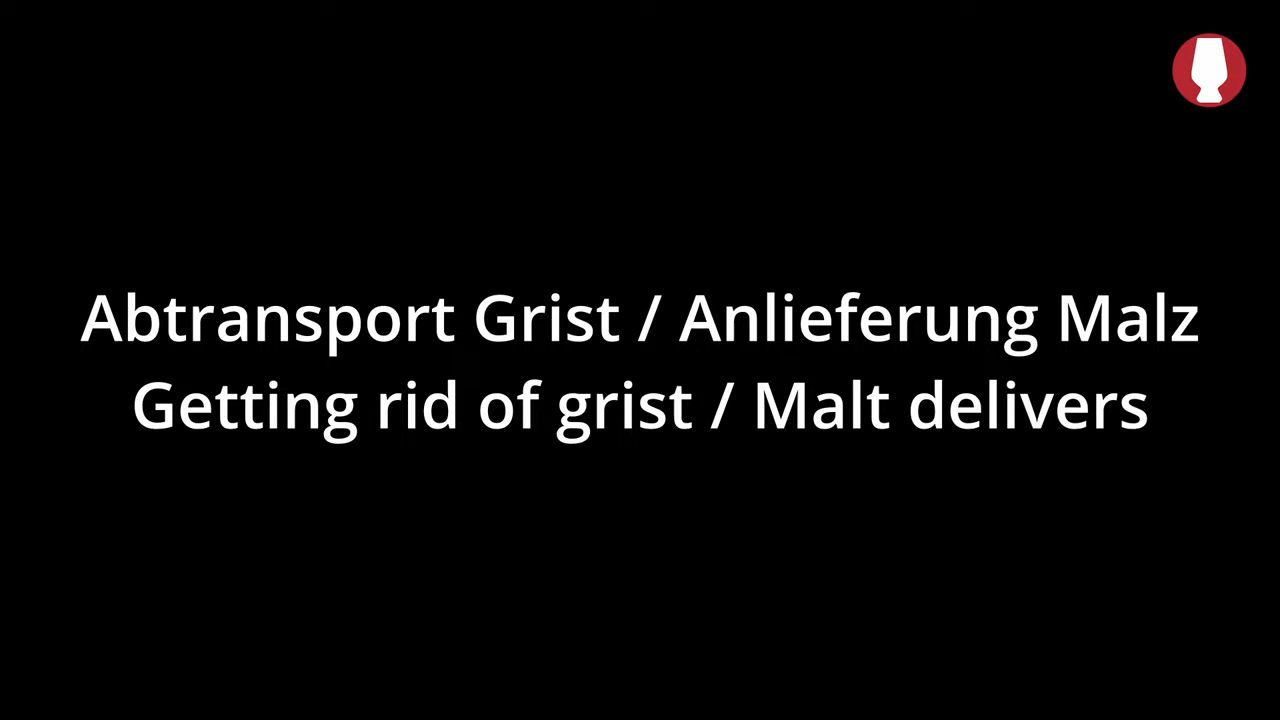 Abtransport Grist / Anlieferung Malz
Getting rid of grist / Malt delivers